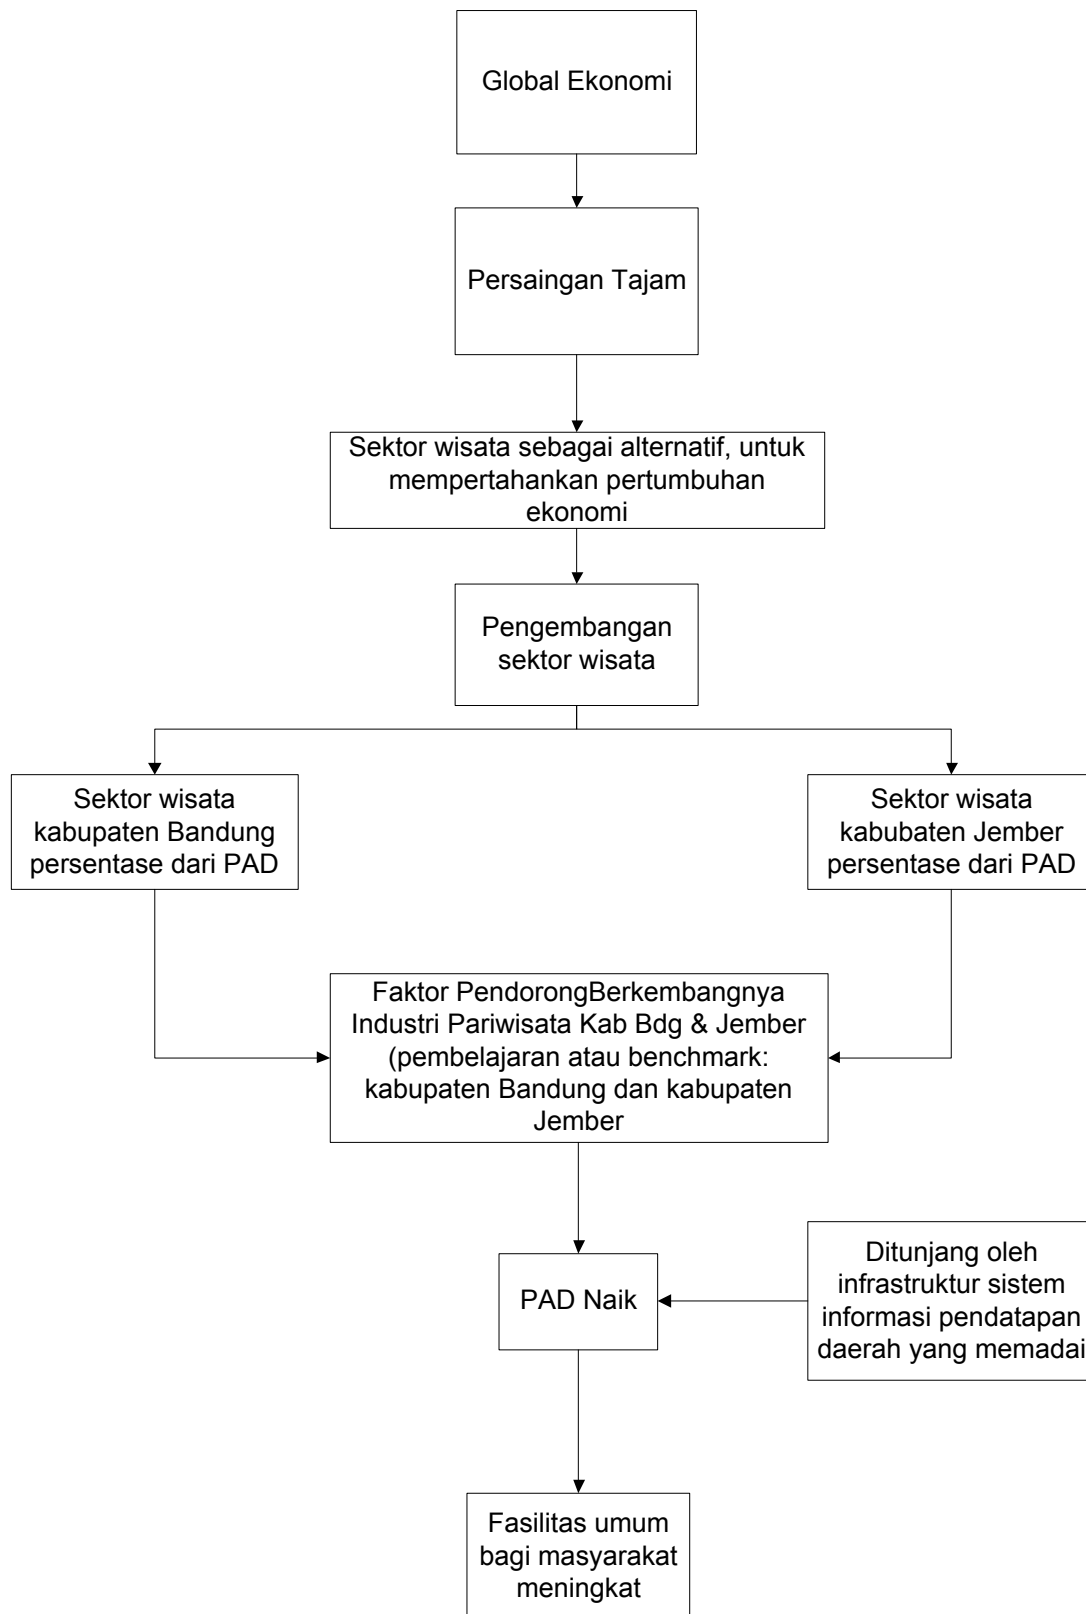 Global Ekonomi
Persaingan Tajam
Sektor wisata sebagai alternatif, untuk
mempertahankan pertumbuhan
ekonomi
Pengembangan
sektor wisata
Sektor wisata
kabupaten Bandung
persentase dari PAD
Sektor wisata
kabubaten Jember
persentase dari PAD
Faktor PendorongBerkembangnya
Industri Pariwisata Kab Bdg & Jember
(pembelajaran atau benchmark:
kabupaten Bandung dan kabupaten
Jember
PAD Naik
Ditunjang oleh
infrastruktur sistem
informasi pendatapan
daerah yang memadai
Fasilitas umum
bagi masyarakat
meningkat